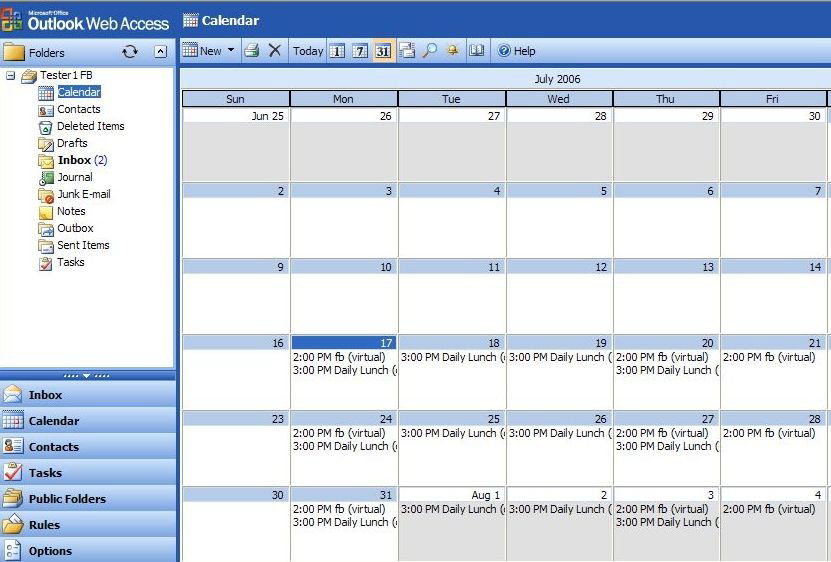 Microsoft Office
Outlook Web Access
Calendar
Folders
New Today 1 7 31 Help
Tester1 FB
Calendar
Contacts
Deleted Items
Drafts
Inbox (2)
Journal
Junk E-mail
Notes
Outbox
Sent Items
Tasks
Inbox
Calendar
Contacts
Tasks
Public Folders
Rules
Options
July 2006
Sun Mon Tue Wed Thu Fri
Jun 25 26 27 28 29 30
2 3 4 5 6 7
9 10 11 12 13 14
16 17 18 19 20 21
2:00 PM fb (virtual) 3:00 PM Daily Lunch ( 3:00 PM Daily Lunch ( 2:00 PM fb (virtual) 2:00 PM fb (virtual)
3:00 PM Daily Lunch ( 3:00 PM Daily Lunch (
23 24 25 26 27 28
2:00 PM fb (virtual) 3:00 PM Daily Lunch ( 3:00 PM Daily Lunch ( 2:00 PM fb (virtual) 2:00 PM fb (virtual)
3:00 PM Daily Lunch ( 3:00 PM Daily Lunch (
30 31 Aug 1 2 3 4
2:00 PM fb (virtual) 3:00 PM Daily Lunch ( 3:00 PM Daily Lunch ( 2:00 PM fb (virtual) 2:00 PM fb (virtual)
3:00 PM Daily Lunch ( 3:00 PM Daily Lunch (